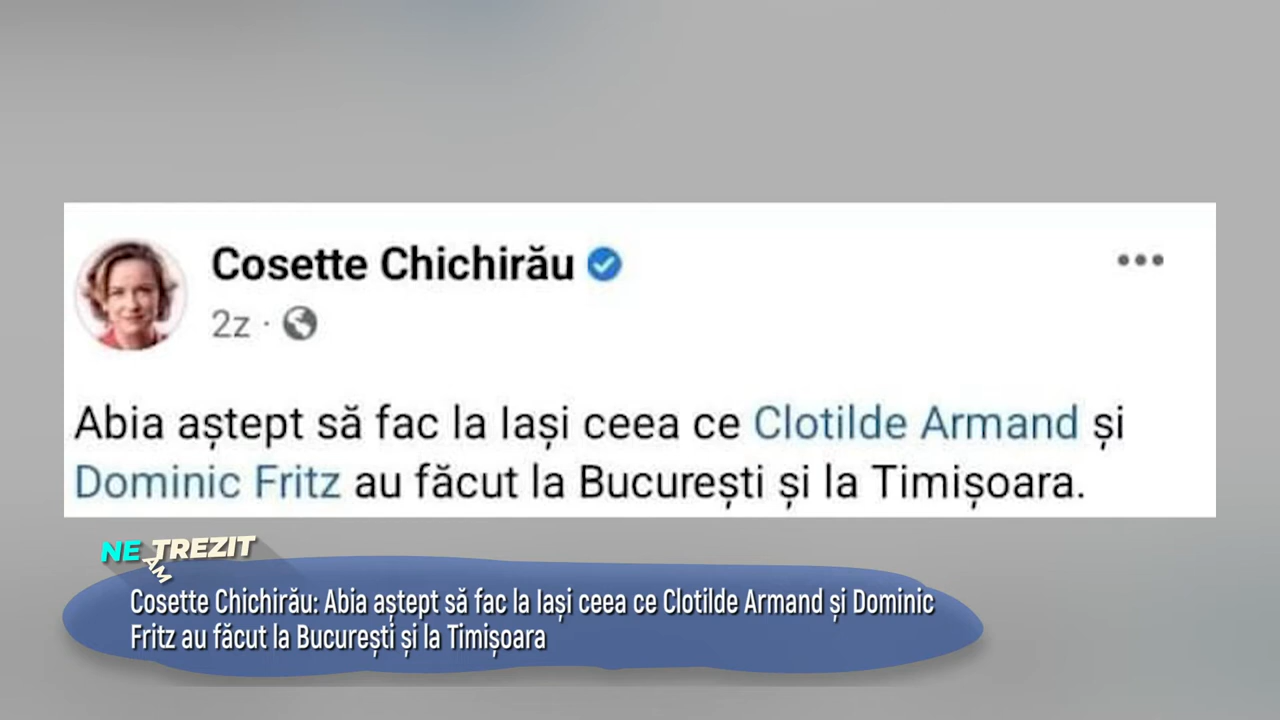 Cosette Chichirău
2z ·
Abia aștept să fac la Iași ceea ce Clotilde Armand și
Dominic Fritz au făcut la București și la Timișoara.
NE AM TREZIT
Cosette Chichirău: Abia aștept să fac la Iași ceea ce Clotilde Armand și Dominic
Fritz au făcut la București și la Timișoara